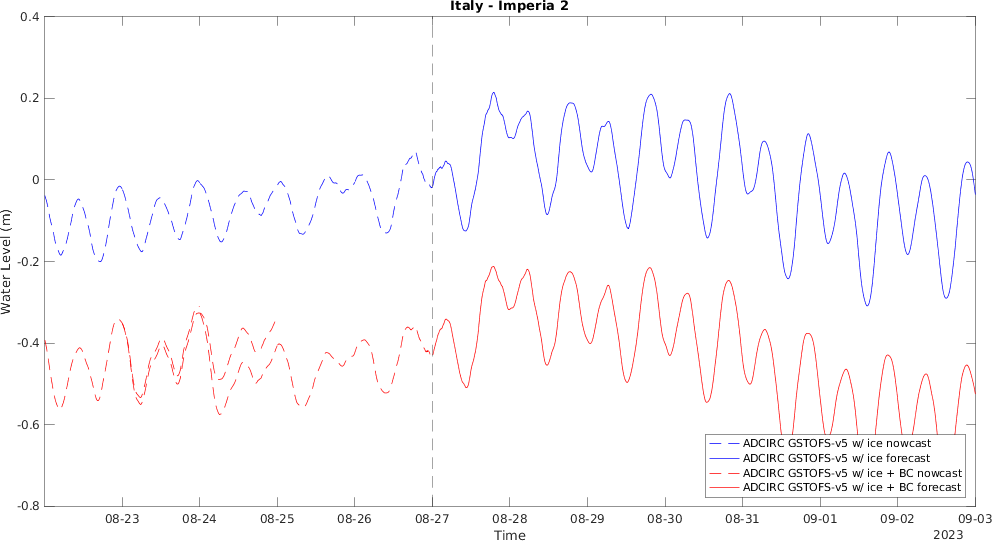 Italy - Imperia 2
Water Level (m)
0.4
0.2
0
-0.2
-0.4
-0.6
-0.8
ADCIRC GSTOFS-v5 w/ ice nowcast
ADCIRC GSTOFS-v5 w/ ice forecast
ADCIRC GSTOFS-v5 w/ ice + BC nowcast
ADCIRC GSTOFS-v5 w/ ice + BC forecast
08-23 08-24 08-25 08-26 08-27 08-28 08-29 08-30 08-31 09-01 09-02 09-03
Time
2023